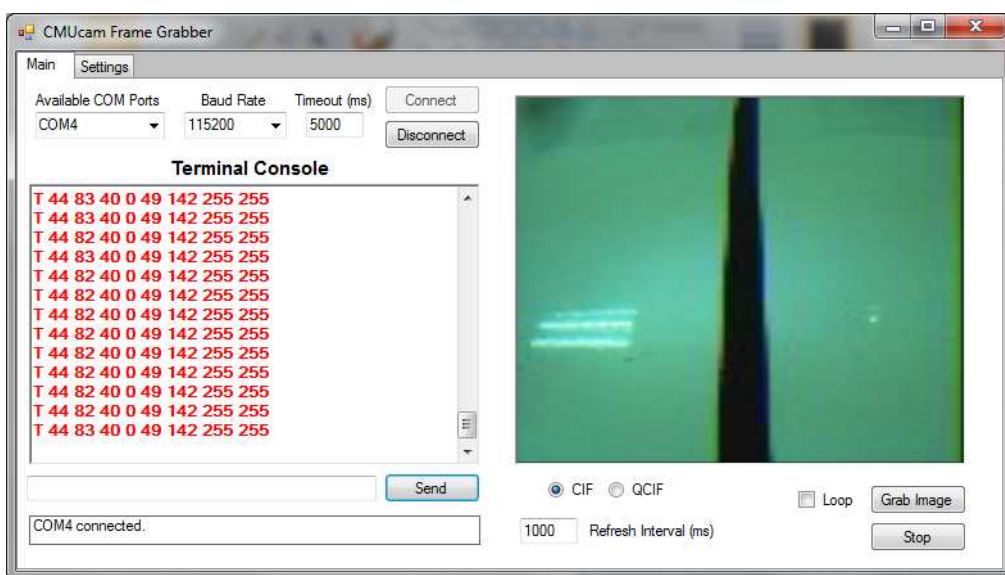 CMUcam Frame Grabber
Main Settings
Available COM Ports Baud Rate Timeout (ms) Connect
COM4 115200 5000 Disconnect
Terminal Console
T 44 83 40 0 49 142 255 255
T 44 83 40 0 49 142 255 255
T 44 82 40 0 49 142 255 255
T 44 83 40 0 49 142 255 255
T 44 82 40 0 49 142 255 255
T 44 82 40 0 49 142 255 255
T 44 82 40 0 49 142 255 255
T 44 82 40 0 49 142 255 255
T 44 82 40 0 49 142 255 255
T 44 82 40 0 49 142 255 255
T 44 82 40 0 49 142 255 255
T 44 82 40 0 49 142 255 255
T 44 83 40 0 49 142 255 255
Send CIF QCIF Loop Grab Image
COM4 connected. 1000 Refresh Interval (ms) Stop